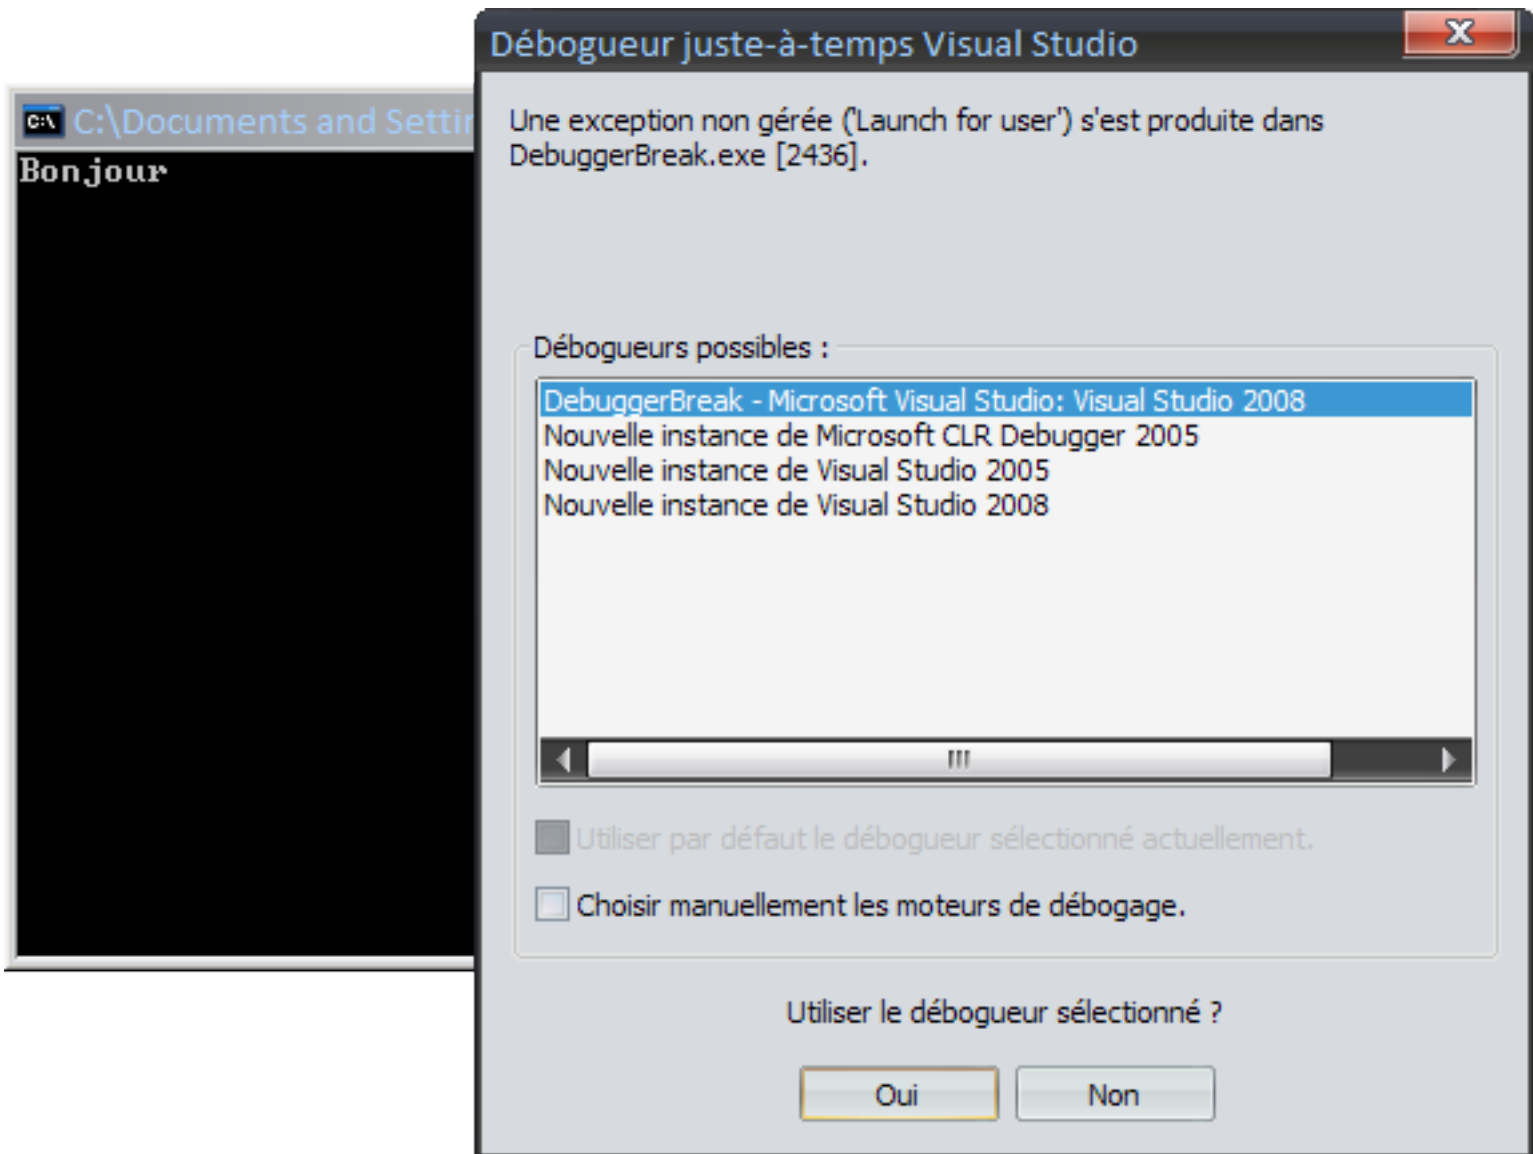 Débogueur juste-à-temps Visual Studio
C:\Documents and Settin
Bonjour
Une exception non gérée ('Launch for user') s'est produite dans
DebuggerBreak.exe [2436].
Débogueurs possibles :
DebuggerBreak - Microsoft Visual Studio: Visual Studio 2008
Nouvelle instance de Microsoft CLR Debugger 2005
Nouvelle instance de Visual Studio 2005
Nouvelle instance de Visual Studio 2008
Utiliser par défaut le débogueur sélectionné actuellement.
Choisir manuellement les moteurs de débogage.
Utiliser le débogueur sélectionné ?
Oui
Non